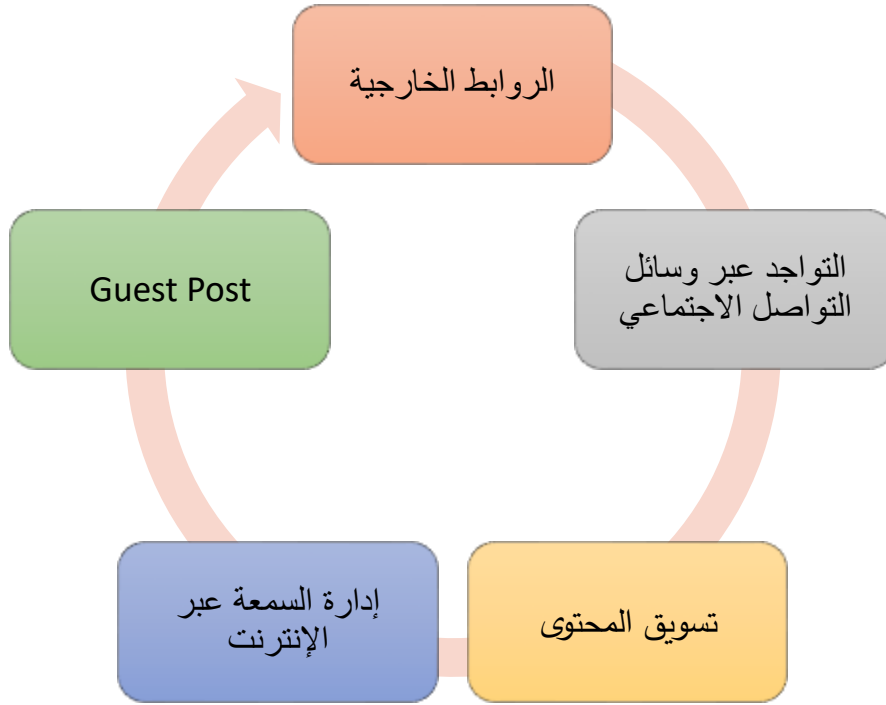 الروابط الخارجية
التواجد عبر وسائل
التواصل الاجتماعي
تسويق المحتوى
إدارة السمعة عبر
الإنترنت
Guest Post